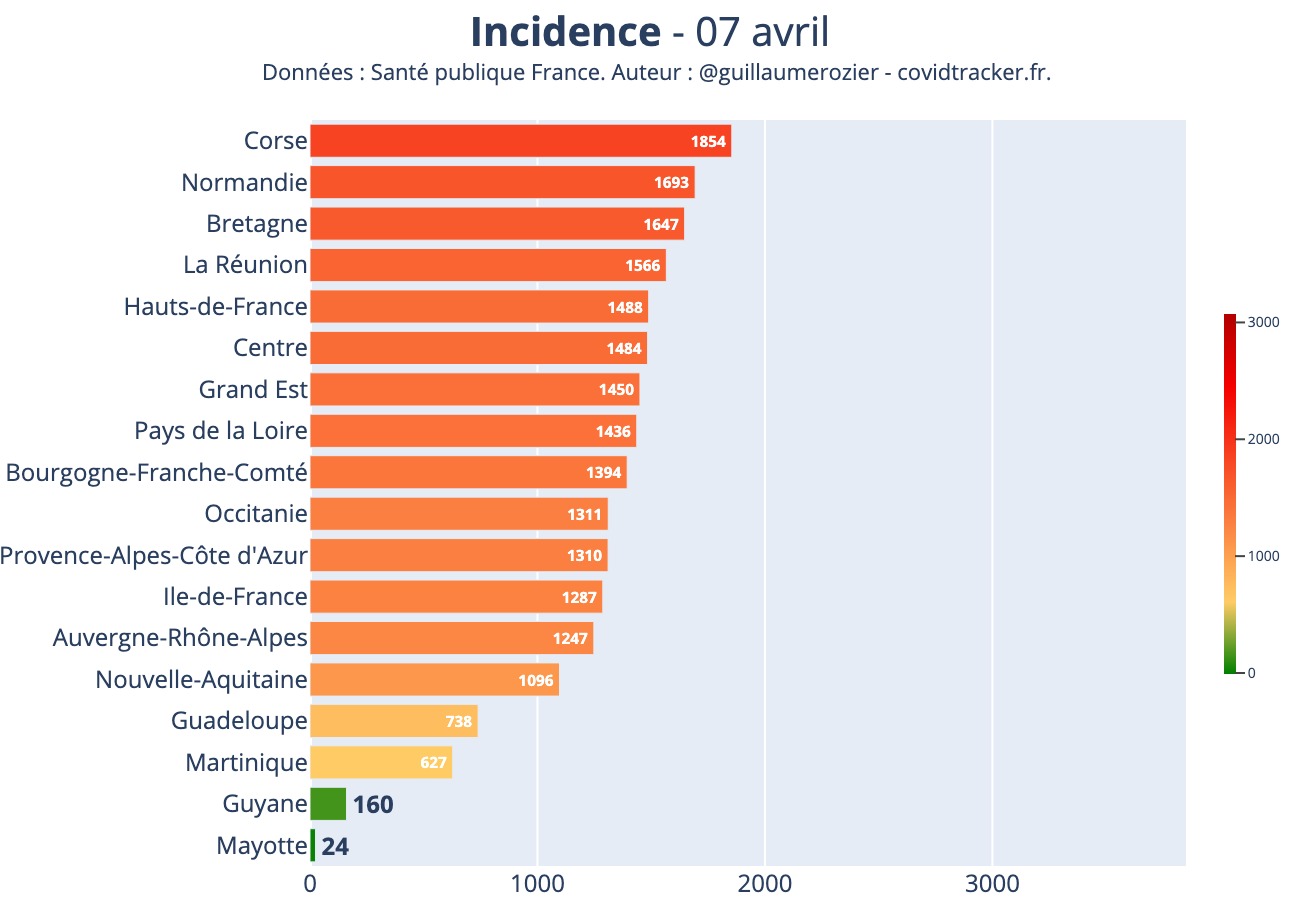 Incidence - 07 avril
Données : Santé publique France. Auteur : @guillaumerozier - covidtracker.fr.
Corse 1854
Normandie 1693
Bretagne 1647
La Réunion 1566
Hauts-de-France 1488
Centre 1484
Grand Est 1450
Pays de la Loire 1436
Bourgogne-Franche-Comté 1394
Occitanie 1311
Provence-Alpes-Côte d'Azur 1310
Ile-de-France 1287
Auvergne-Rhône-Alpes 1247
Nouvelle-Aquitaine 1096
Guadeloupe 738
Martinique 627
Guyane 160
Mayotte 24
0 1000 2000 3000
3000
2000
1000
0